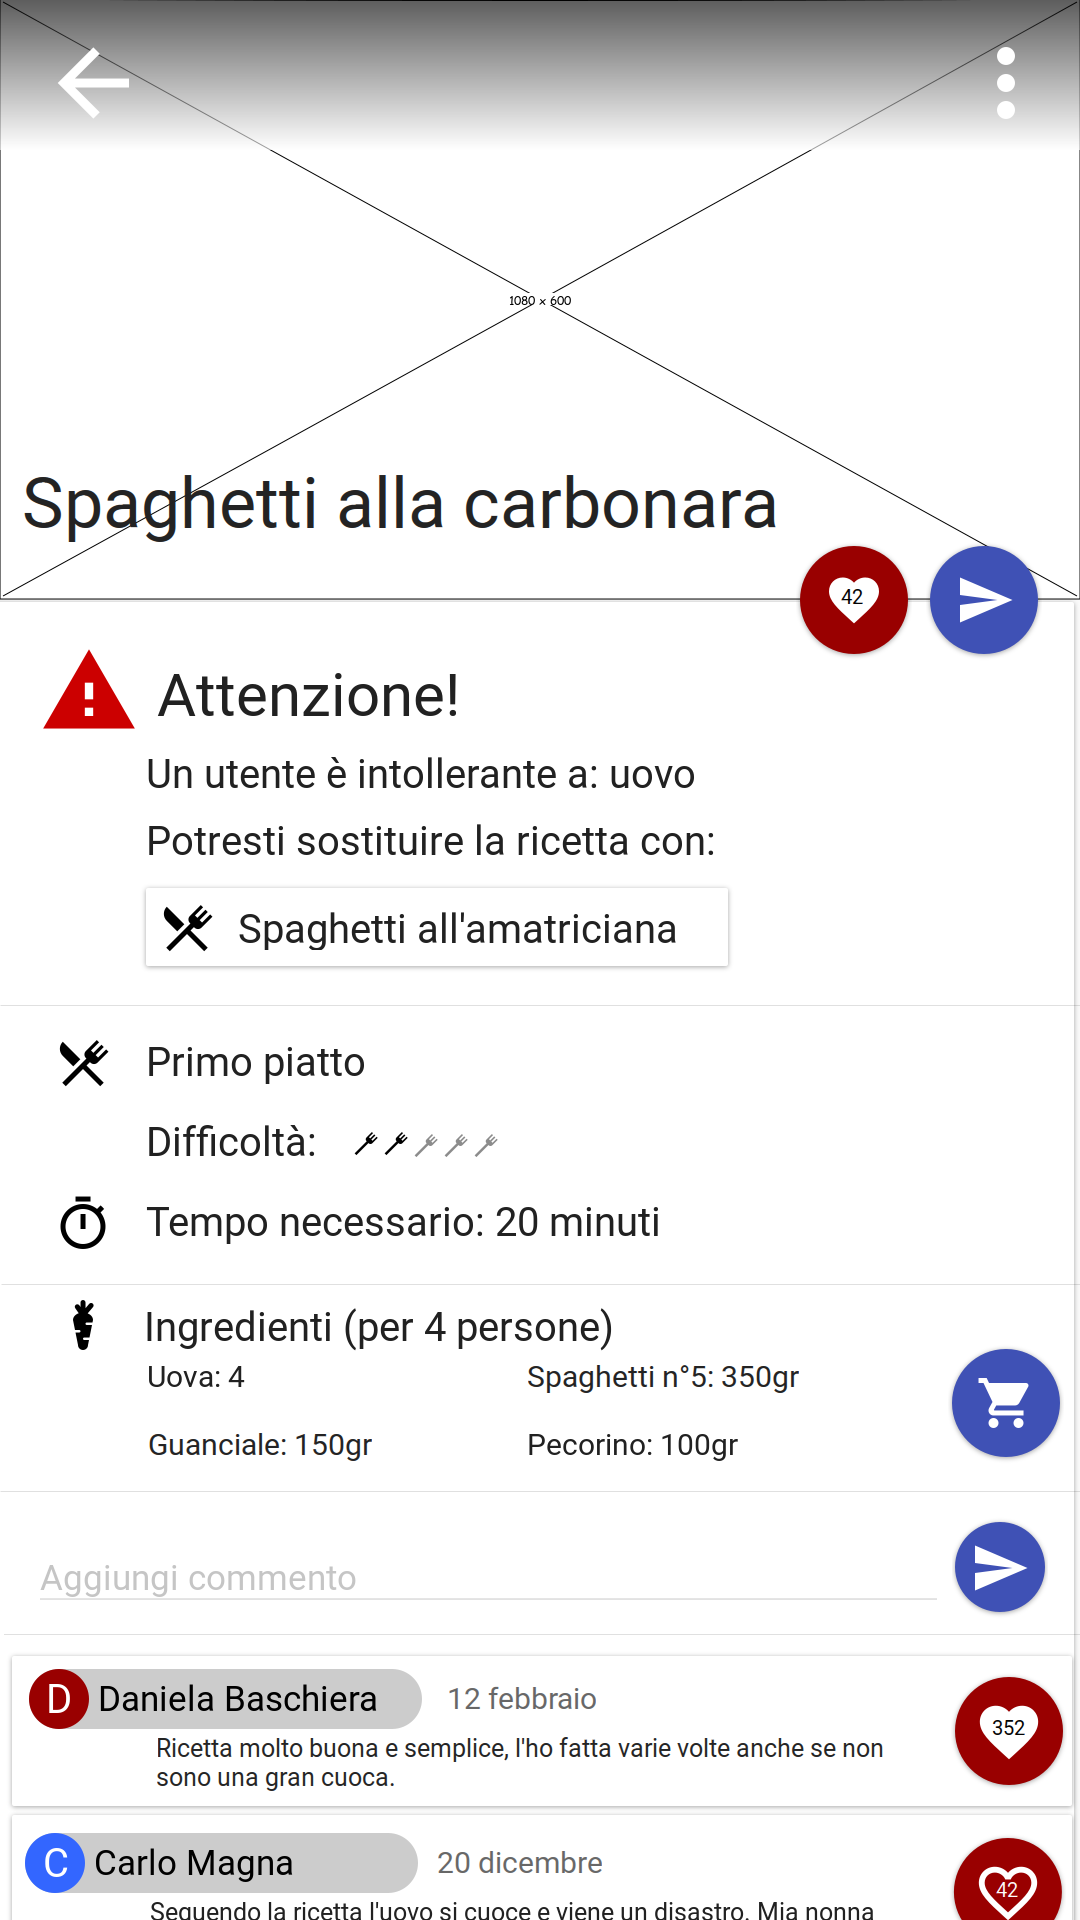 1080 × 600
Spaghetti alla carbonara
42
Attenzione!
Un utente è intollerante a: uovo
Potresti sostituire la ricetta con:
Spaghetti all'amatriciana
Primo piatto
Difficoltà:
Tempo necessario: 20 minuti
Ingredienti (per 4 persone)
Uova: 4 Spaghetti n°5: 350gr
Guanciale: 150gr Pecorino: 100gr
Aggiungi commento
D Daniela Baschiera 12 febbraio
352
Ricetta molto buona e semplice, l'ho fatta varie volte anche se non
sono una gran cuoca.
C Carlo Magna 20 dicembre
42
Seguendo la ricetta l'uovo si cuoce e viene un disastro. Mia nonna